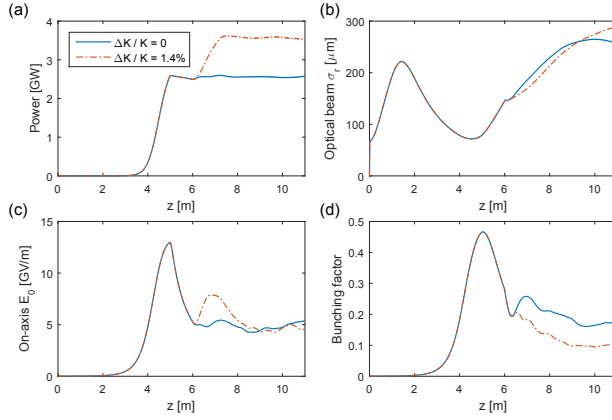 (a)
4
3
2
1
0
Power [GW]
ΔK / K = 0
ΔK / K = 1.4%
0 2 4 6 8 10
z [m]
(b)
300
200
100
0
Optical beam σr [μm]
0 2 4 6 8 10
z [m]
(c)
15
10
5
0
On-axis E0 [GV/m]
0 2 4 6 8 10
z [m]
(d)
0.5
0.4
0.3
0.2
0.1
0
Bunching factor
0 2 4 6 8 10
z [m]